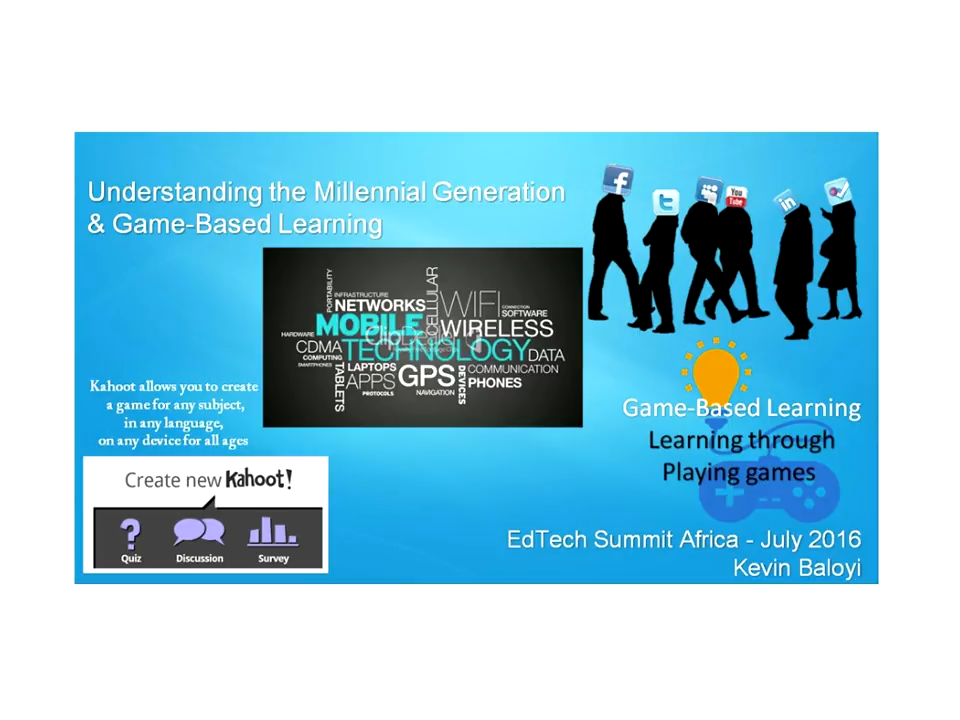 Understanding the Millennial Generation
& Game-Based Learning
f
t
You
Tube
in
PORTABILITY
INFRASTRUCTURE
NETWORKS
CELLULAR
WIFI
CONNECTION
SOFTWARE
MOBILE
WIRELESS
HARDWARE
CDMA
TECHNOLOGY
DATA
COMPUTING
SMARTPHONES
TABLETS
LAPTOPS
APPS
GPS
DEVICES
COMMUNICATION
PHONES
PROTOCOLS
NAVIGATION
Kahoot allows you to create
a game for any subject,
in any language,
on any device for all ages
Game-Based Learning
Learning through
Playing games
Create new Kahoot!
?
Quiz
Discussion
Survey
EdTech Summit Africa - July 2016
Kevin Baloyi